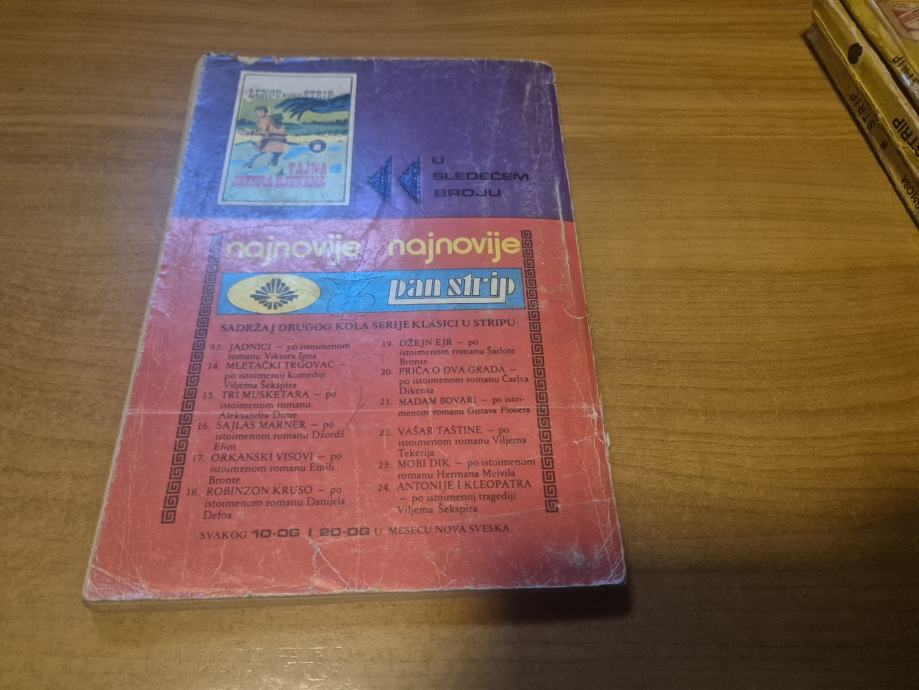 STRIP
TAJNA
U
SLEDEĆEM
BROJU
najnovije najnovije
pan strip
SADRŽAJ DRUGOG KOLA SERIJE KLASICI U STRIPU:
13. JADNICI — po istoimenom
romanu Viktora Igoa
14. MLETAČKI TRGOVAC —
po istoimenoj komediji
Viljema Šekspira
15. TRI MUSKETARA — po
istoimenom romanu
Aleksandra Dime
16. SAJLAS MARNER — po
istoimenom romanu Džordž
Eliot
17. ORKANSKI VISOVI — po
istoimenom romanu Emili
Bronte
18. ROBINZON KRUSO — po
istoimenom romanu Danijela
Defoa
19. DŽEJN EJR — po
istoimenom romanu Šarlote
Bronte
20. PRIČA O DVA GRADA —
po istoimenom romanu Čarlsa
Dikensa
21. MADAM BOVARI — po istoi-
menom romanu Gistava Flobera
22. VAŠAR TAŠTINE — po
istoimenom romanu Viljema
Tekerija
23. MOBI DIK — po istoimenom
romanu Hermana Melvila
24. ANTONIJE I KLEOPATRA
— po istoimenoj tragediji
Viljema Šekspira
SVAKOG 10-OG I 20-OG U MESECU NOVA SVESKA
STRIP
STRIP